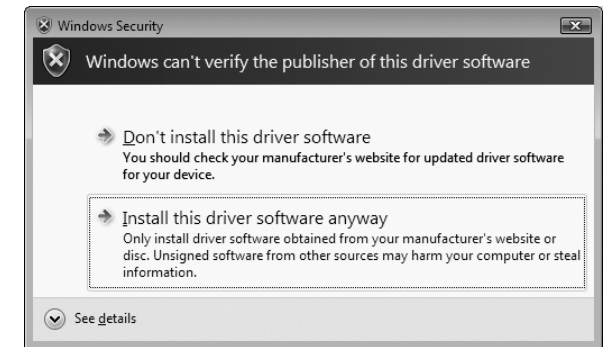 Windows Security
Windows can't verify the publisher of this driver software
Don't install this driver software
You should check your manufacturer's website for updated driver software
for your device.
Install this driver software anyway
Only install driver software obtained from your manufacturer's website or
disc. Unsigned software from other sources may harm your computer or steal
information.
See details